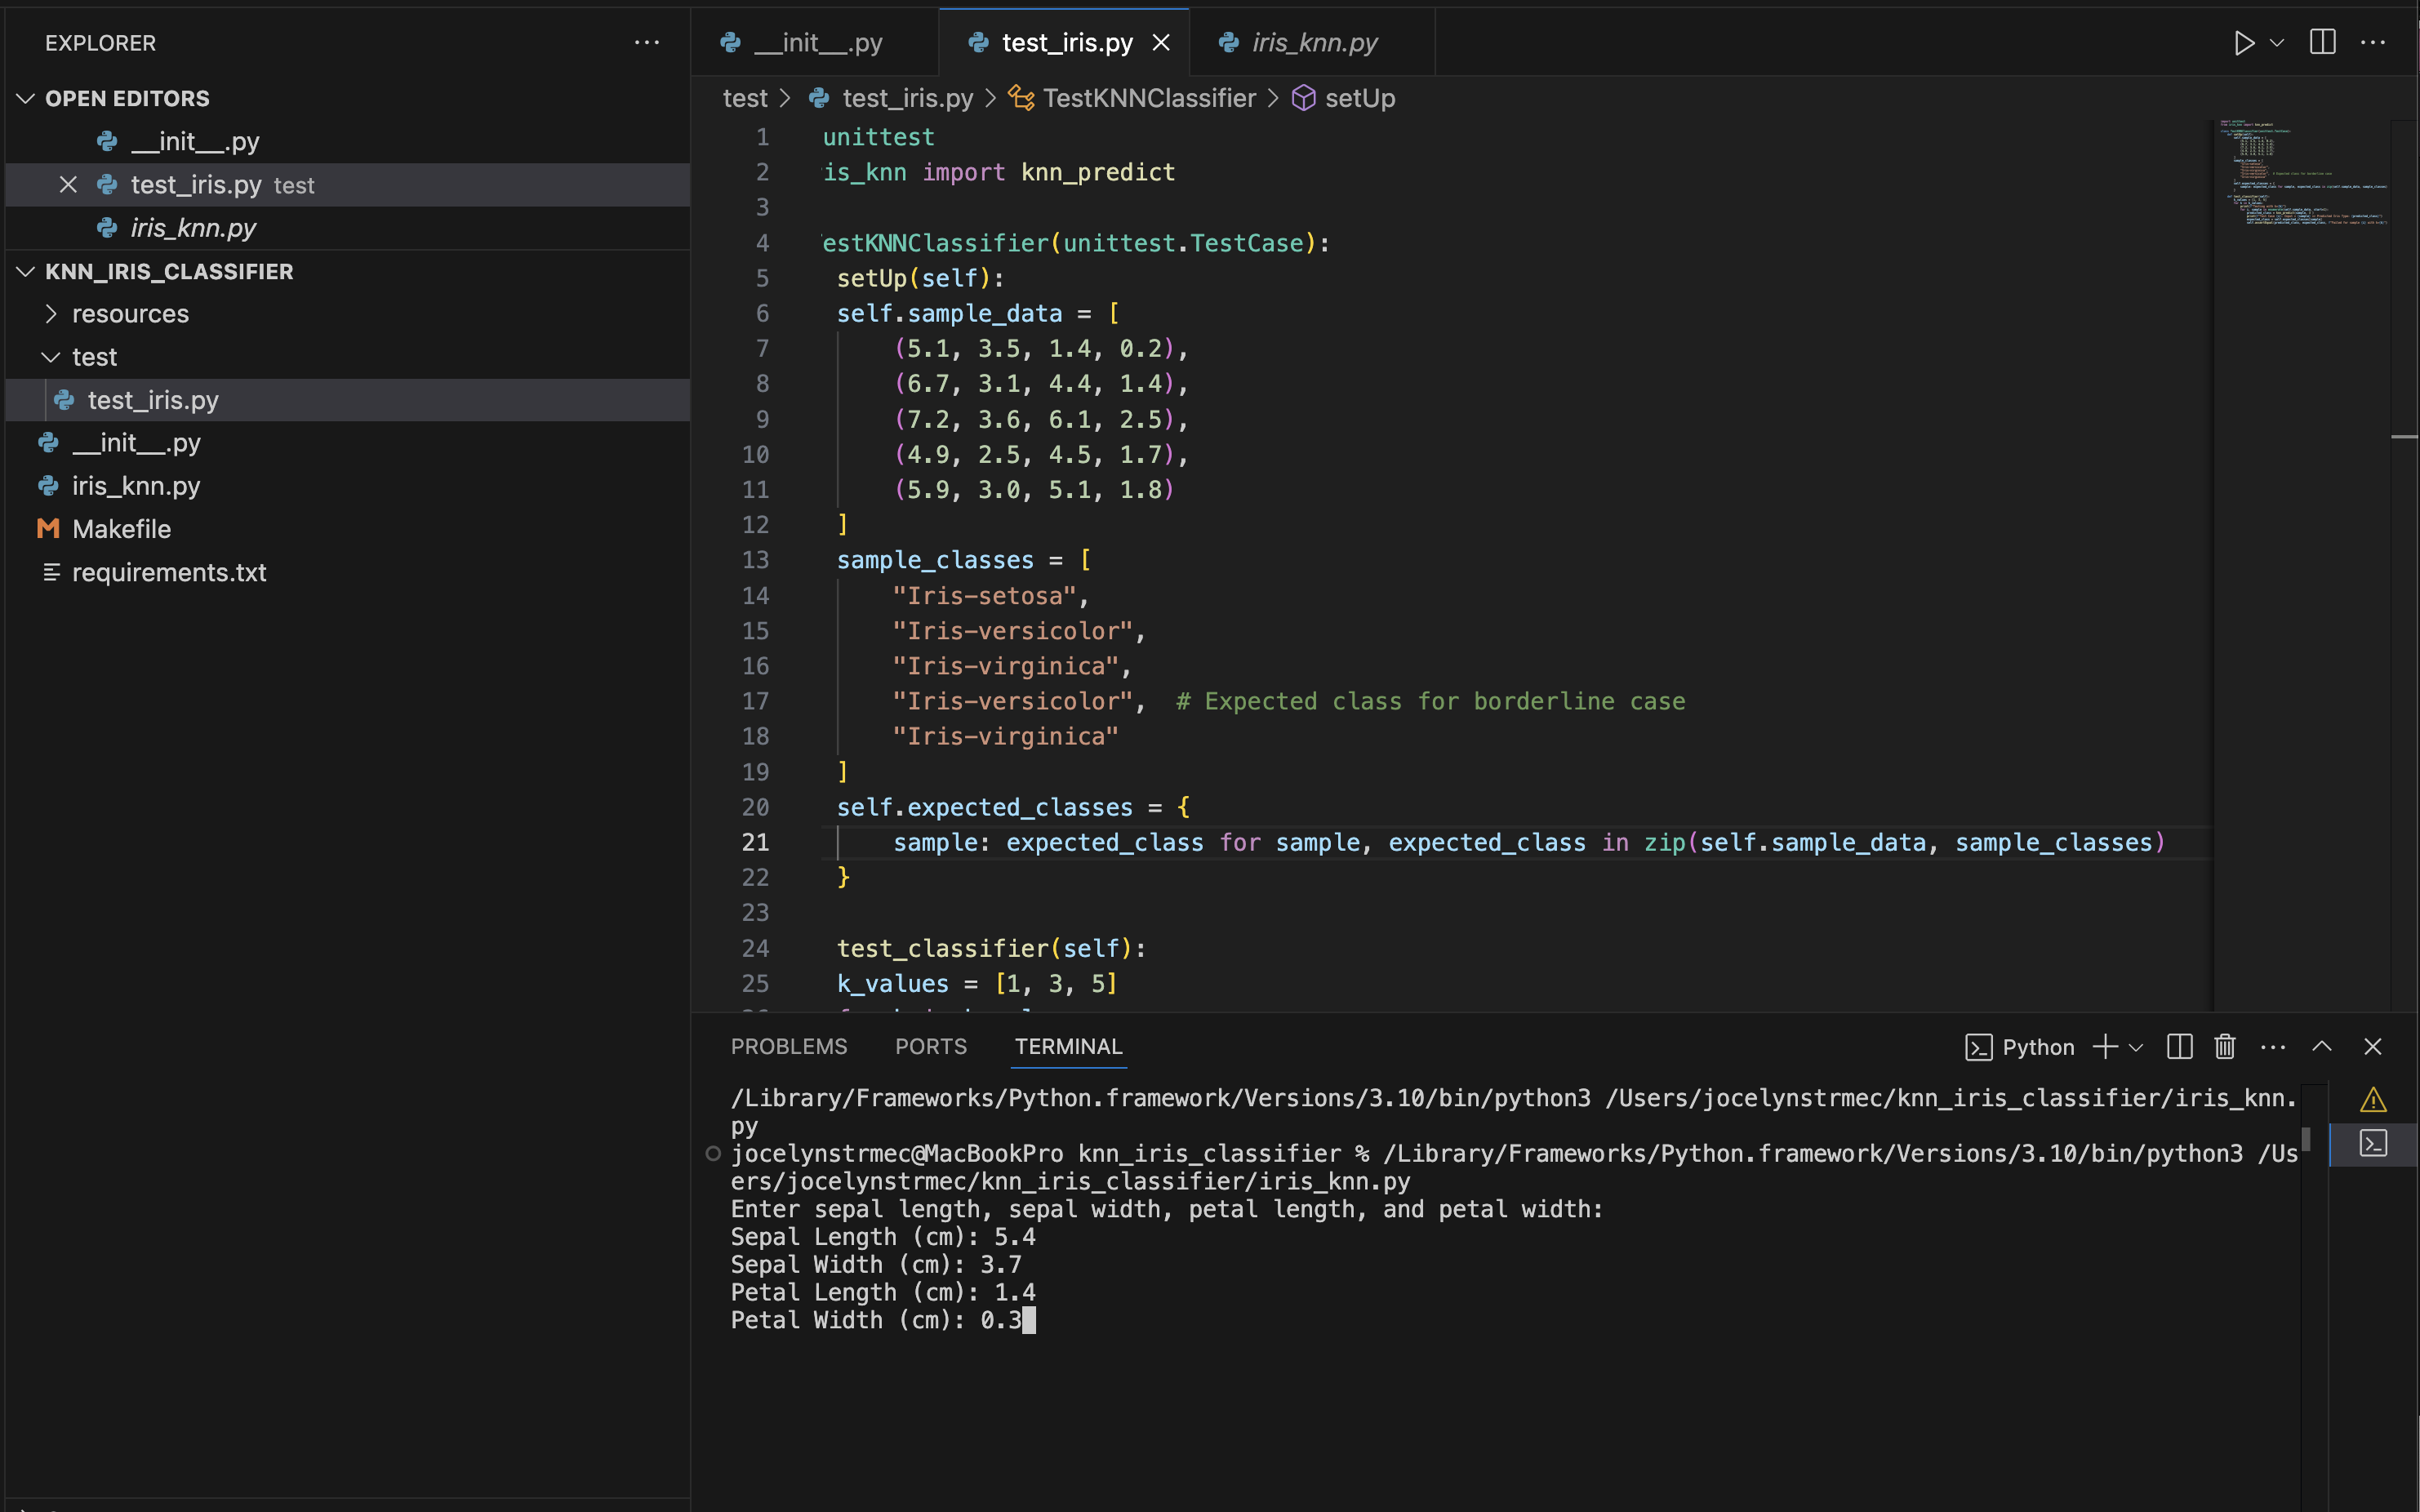 EXPLORER
OPEN EDITORS
__init__.py
test_iris.py test
iris_knn.py
KNN_IRIS_CLASSIFIER
resources
test
test_iris.py
__init__.py
iris_knn.py
Makefile
requirements.txt
__init__.py test_iris.py iris_knn.py
test > test_iris.py > TestKNNClassifier > setUp
1 unittest
2 is_knn import knn_predict
3
4 estKNNClassifier(unittest.TestCase):
5 setUp(self):
6 self.sample_data = [
7 (5.1, 3.5, 1.4, 0.2),
8 (6.7, 3.1, 4.4, 1.4),
9 (7.2, 3.6, 6.1, 2.5),
10 (4.9, 2.5, 4.5, 1.7),
11 (5.9, 3.0, 5.1, 1.8)
12 ]
13 sample_classes = [
14 "Iris-setosa",
15 "Iris-versicolor",
16 "Iris-virginica",
17 "Iris-versicolor", # Expected class for borderline case
18 "Iris-virginica"
19 ]
20 self.expected_classes = {
21 sample: expected_class for sample, expected_class in zip(self.sample_data, sample_classes)
22 }
23
24 test_classifier(self):
25 k_values = [1, 3, 5]
PROBLEMS PORTS TERMINAL
Python
/Library/Frameworks/Python.framework/Versions/3.10/bin/python3 /Users/jocelynstrmec/knn_iris_classifier/iris_knn.
py
jocelynstrmec@MacBookPro knn_iris_classifier % /Library/Frameworks/Python.framework/Versions/3.10/bin/python3 /Us
ers/jocelynstrmec/knn_iris_classifier/iris_knn.py
Enter sepal length, sepal width, petal length, and petal width:
Sepal Length (cm): 5.4
Sepal Width (cm): 3.7
Petal Length (cm): 1.4
Petal Width (cm): 0.3